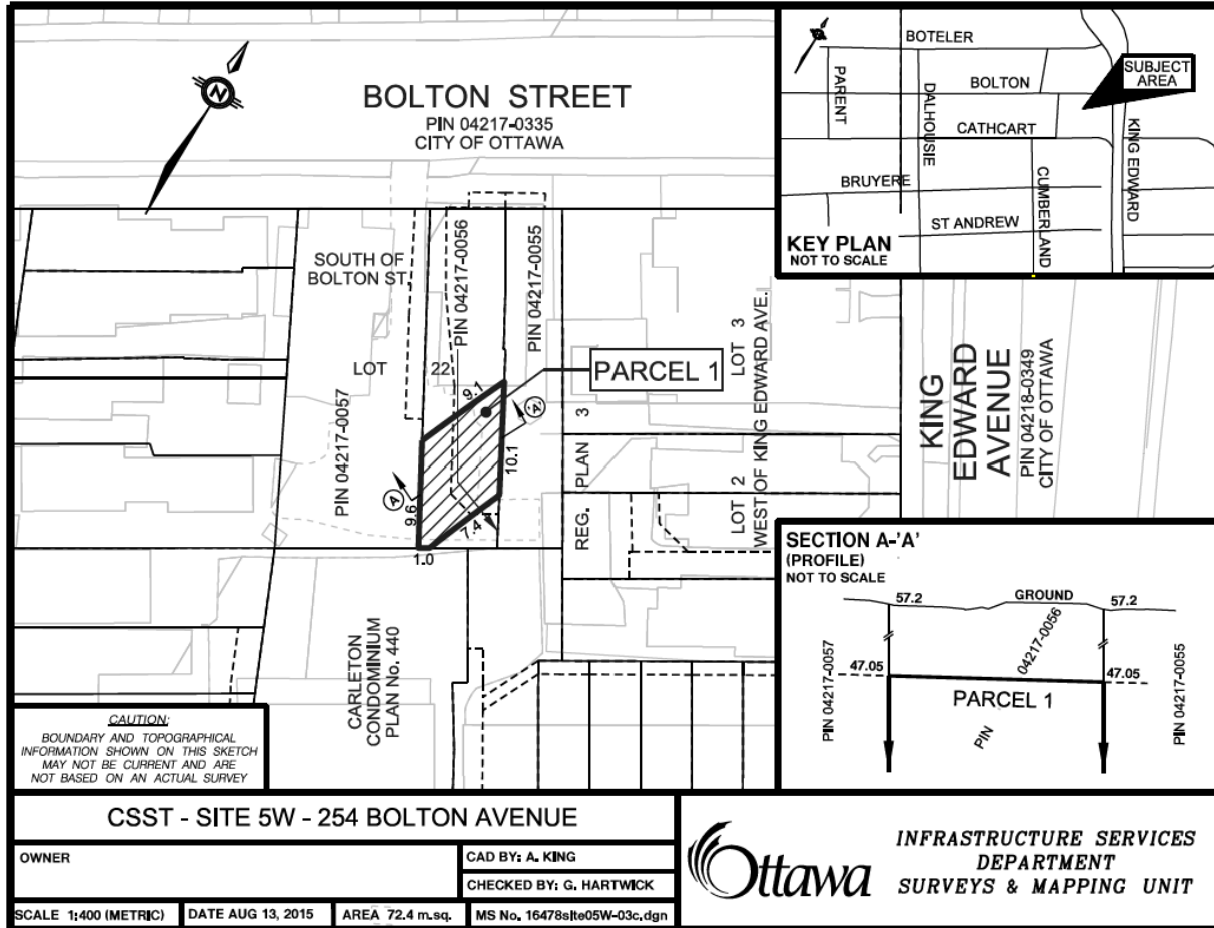 BOLTON STREET
PIN 04217-0335
CITY OF OTTAWA
N
SOUTH OF
BOLTON ST.
PIN 04217-0056
PIN 04217-0055
LOT 22
PIN 04217-0057
PARCEL 1
9.1
10.1
7.4
1.0
9.6
A
'A'
REG. PLAN 3
LOT 3
LOT 2
WEST OF KING EDWARD AVE.
KING
EDWARD
AVENUE
PIN 04218-0349
CITY OF OTTAWA
CARLETON
CONDOMINIUM
PLAN No. 440
BOTELER
BOLTON
SUBJECT
AREA
PARENT
DALHOUSIE
CATHCART
KING EDWARD
BRUYERE
CUMBERLAND
ST ANDREW
KEY PLAN
NOT TO SCALE
SECTION A-'A'
(PROFILE)
NOT TO SCALE
57.2
GROUND
57.2
PIN 04217-0057
PIN 04217-0056
PIN 04217-0055
47.05
47.05
PARCEL 1
CAUTION:
BOUNDARY AND TOPOGRAPHICAL
INFORMATION SHOWN ON THIS SKETCH
MAY NOT BE CURRENT AND ARE
NOT BASED ON AN ACTUAL SURVEY
CSST - SITE 5W - 254 BOLTON AVENUE
OWNER
CAD BY: A. KING
CHECKED BY: G. HARTWICK
SCALE 1:400 (METRIC)
DATE AUG 13, 2015
AREA 72.4 m.sq.
MS No. 16478site05W-03c.dgn
Ottawa
INFRASTRUCTURE SERVICES
DEPARTMENT
SURVEYS & MAPPING UNIT